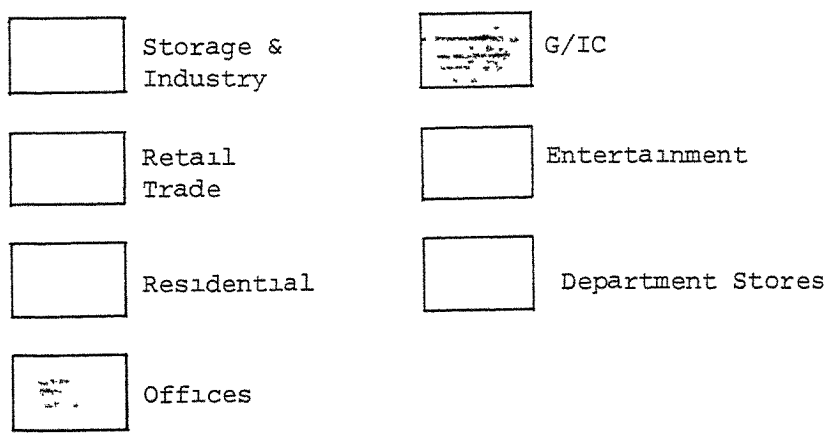 Storage &
Industry
Retail
Trade
Residential
Offices
G/IC
Entertainment
Department Stores